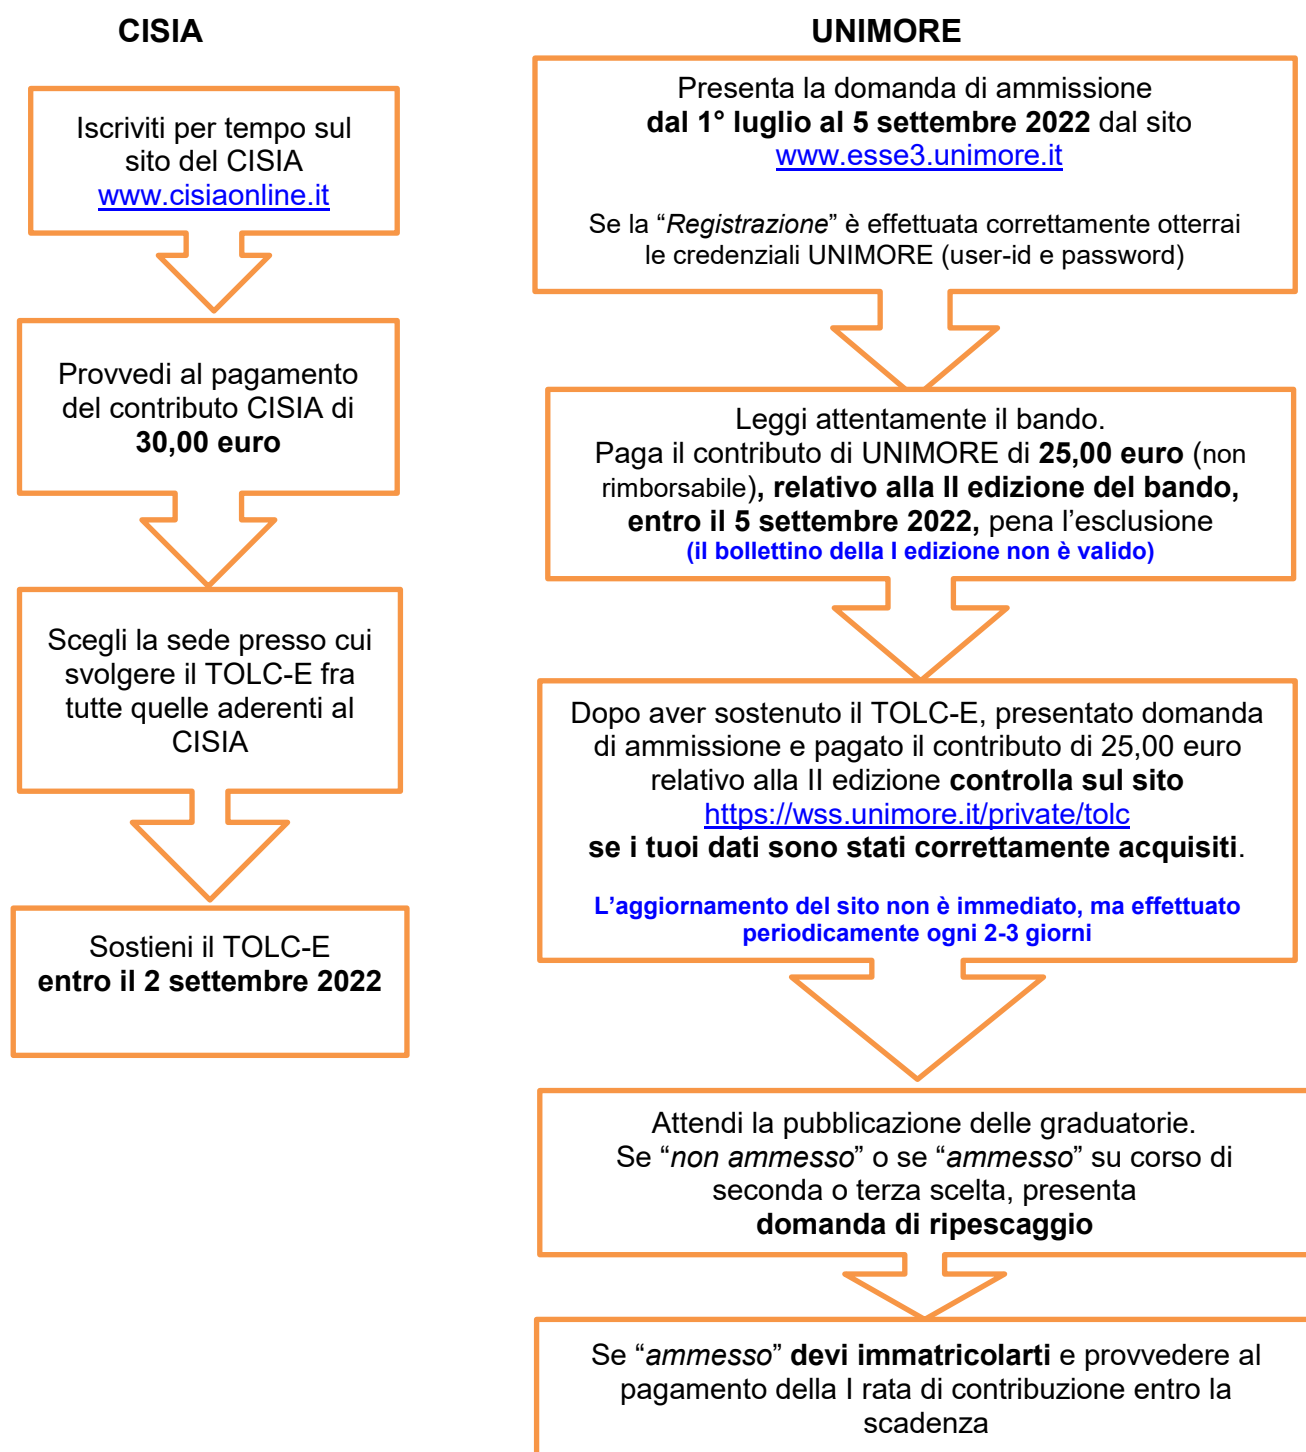 CISIA
Iscriviti per tempo sul
sito del CISIA
www.cisiaonline.it
Provvedi al pagamento
del contributo CISIA di
30,00 euro
Scegli la sede presso cui
svolgere il TOLC-E fra
tutte quelle aderenti al
CISIA
Sostieni il TOLC-E
entro il 2 settembre 2022
UNIMORE
Presenta la domanda di ammissione
dal 1° luglio al 5 settembre 2022 dal sito
www.esse3.unimore.it
Se la “Registrazione” è effettuata correttamente otterrai
le credenziali UNIMORE (user-id e password)
Leggi attentamente il bando.
Paga il contributo di UNIMORE di 25,00 euro (non
rimborsabile), relativo alla II edizione del bando,
entro il 5 settembre 2022, pena l’esclusione
(il bollettino della I edizione non è valido)
Dopo aver sostenuto il TOLC-E, presentato domanda
di ammissione e pagato il contributo di 25,00 euro
relativo alla II edizione controlla sul sito
https://wss.unimore.it/private/tolc
se i tuoi dati sono stati correttamente acquisiti.
L’aggiornamento del sito non è immediato, ma effettuato
periodicamente ogni 2-3 giorni
Attendi la pubblicazione delle graduatorie.
Se “non ammesso” o se “ammesso” su corso di
seconda o terza scelta, presenta
domanda di ripescaggio
Se “ammesso” devi immatricolarti e provvedere al
pagamento della I rata di contribuzione entro la
scadenza